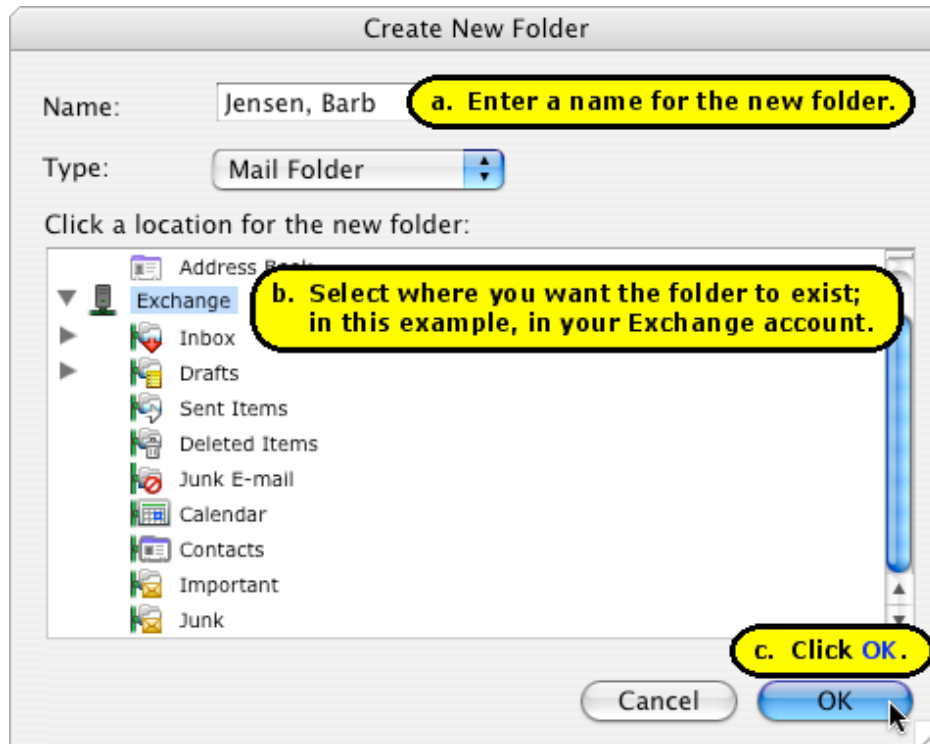 Create New Folder
Name:
Jensen, Barb
a. Enter a name for the new folder.
Type:
Mail Folder
Click a location for the new folder:
Address Book
Exchange
b. Select where you want the folder to exist;
in this example, in your Exchange account.
Inbox
Drafts
Sent Items
Deleted Items
Junk E-mail
Calendar
Contacts
Important
Junk
c. Click OK.
Cancel
OK